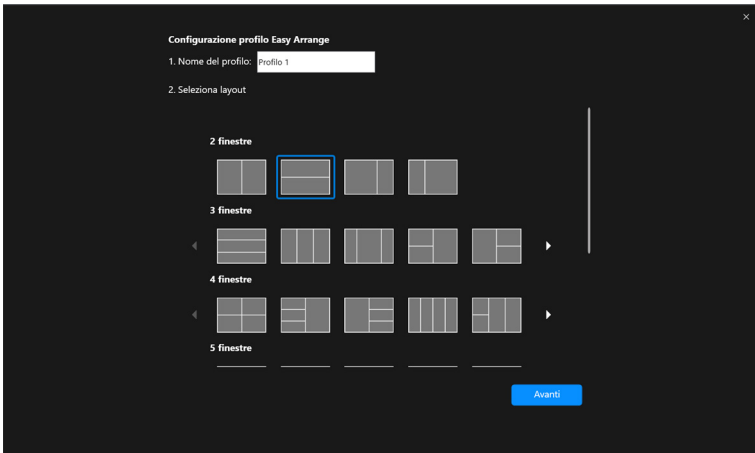 Configurazione profilo Easy Arrange
1. Nome del profilo: Profilo 1
2. Seleziona layout
2 finestre
3 finestre
4 finestre
5 finestre
Avanti